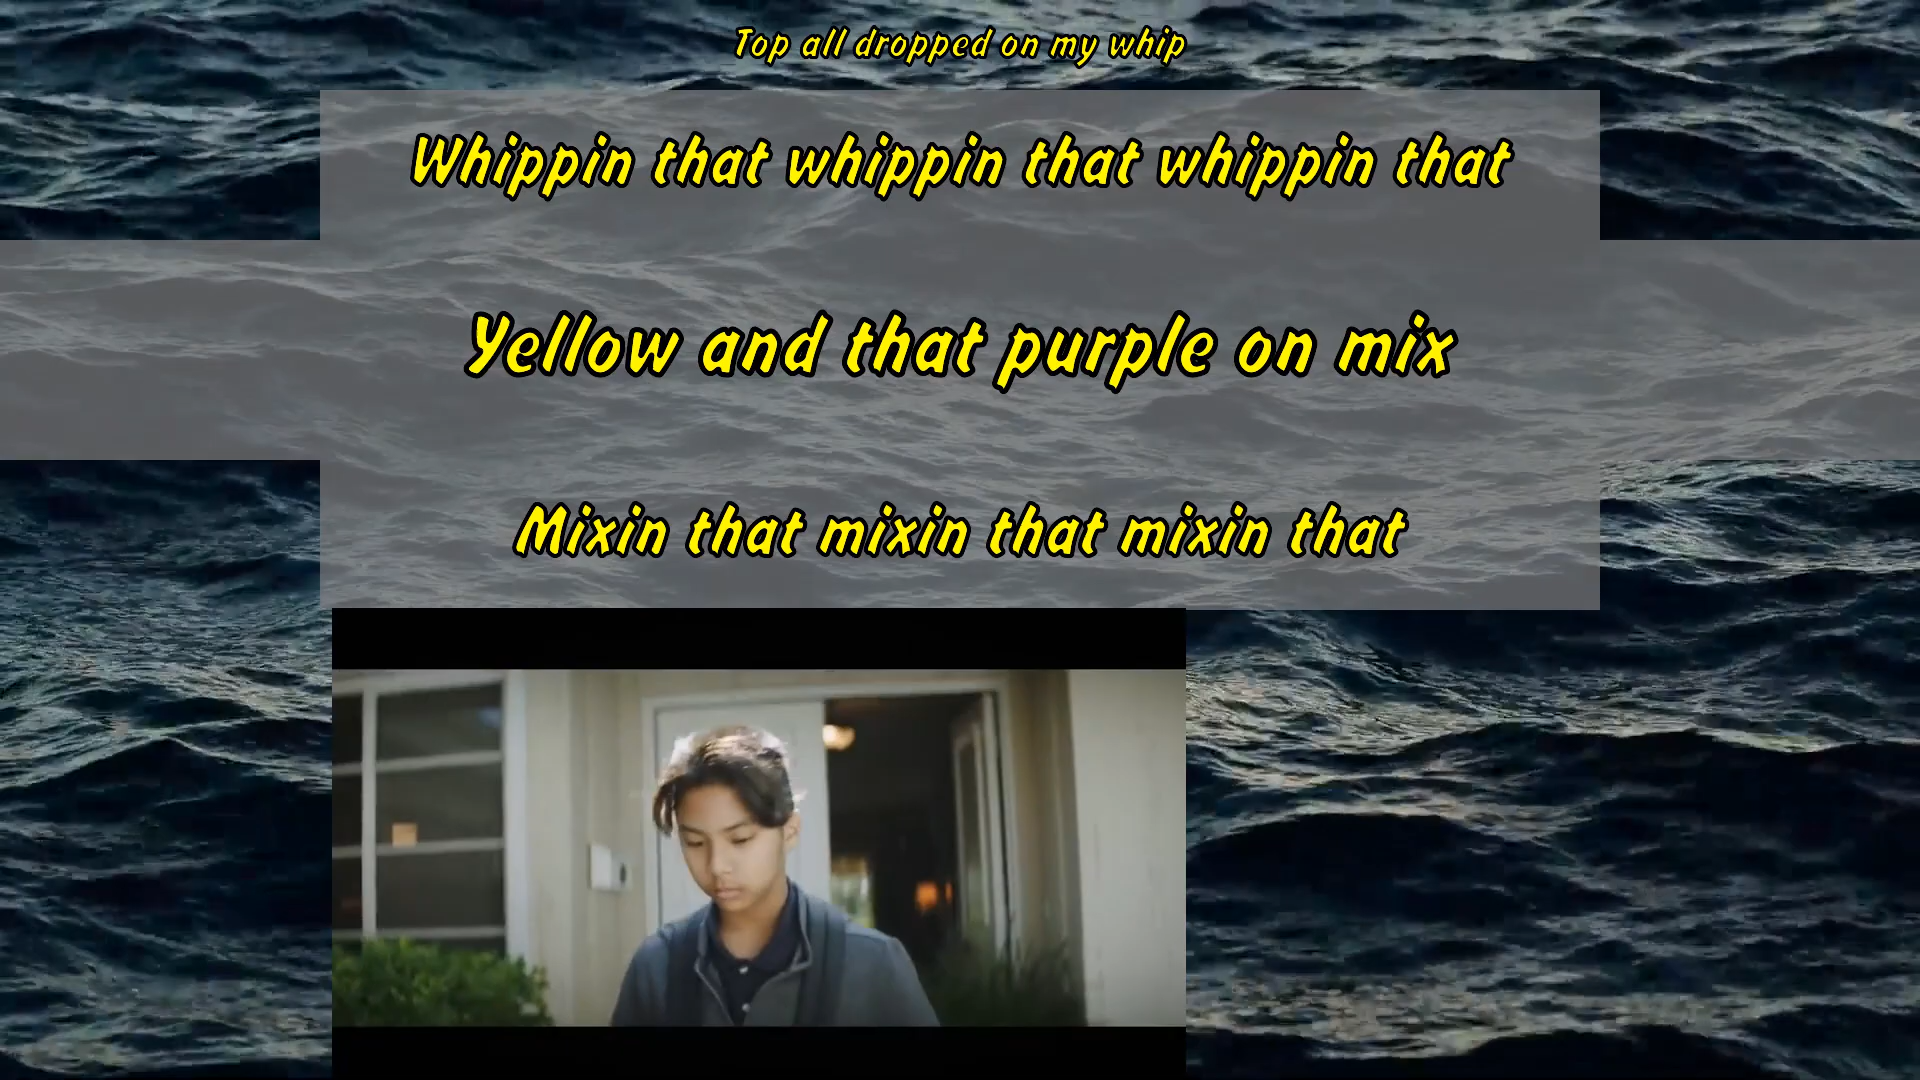 Top all dropped on my whip
Whippin that whippin that whippin that
Yellow and that purple on mix
Mixin that mixin that mixin that